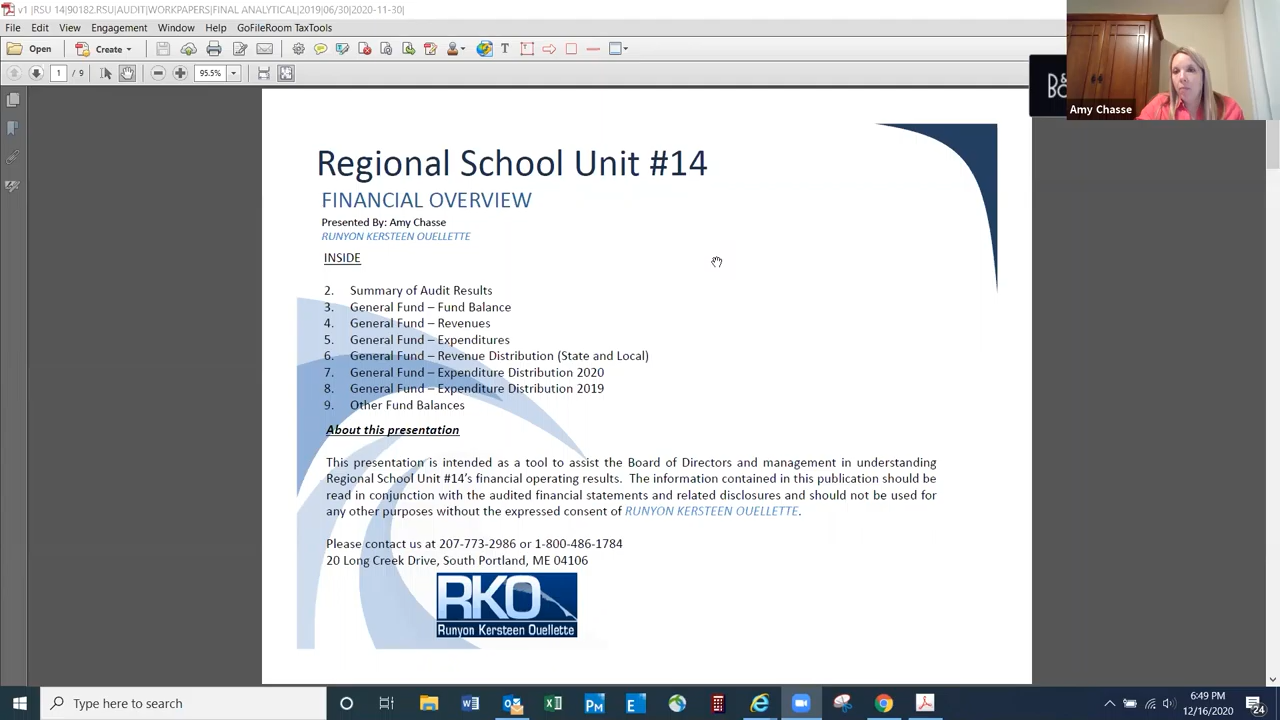 v1 |RSU 14|90182.RSU|AUDIT|WORKPAPERS|FINAL ANALYTICAL|2019|06/30|2020-11-30|
File Edit View Engagement Window Help GoFileRoom TaxTools
Open Create
1 / 9 95.5%
D&
BO
Amy Chasse
Regional School Unit #14
FINANCIAL OVERVIEW
Presented By: Amy Chasse
RUNYON KERSTEEN OUELLETTE
INSIDE
2. Summary of Audit Results
3. General Fund – Fund Balance
4. General Fund – Revenues
5. General Fund – Expenditures
6. General Fund – Revenue Distribution (State and Local)
7. General Fund – Expenditure Distribution 2020
8. General Fund – Expenditure Distribution 2019
9. Other Fund Balances
About this presentation
This presentation is intended as a tool to assist the Board of Directors and management in understanding
Regional School Unit #14's financial operating results. The information contained in this publication should be
read in conjunction with the audited financial statements and related disclosures and should not be used for
any other purposes without the expressed consent of RUNYON KERSTEEN OUELLETTE.
Please contact us at 207-773-2986 or 1-800-486-1784
20 Long Creek Drive, South Portland, ME 04106
RKO
Runyon Kersteen Ouellette
Type here to search
6:49 PM
12/16/2020
24